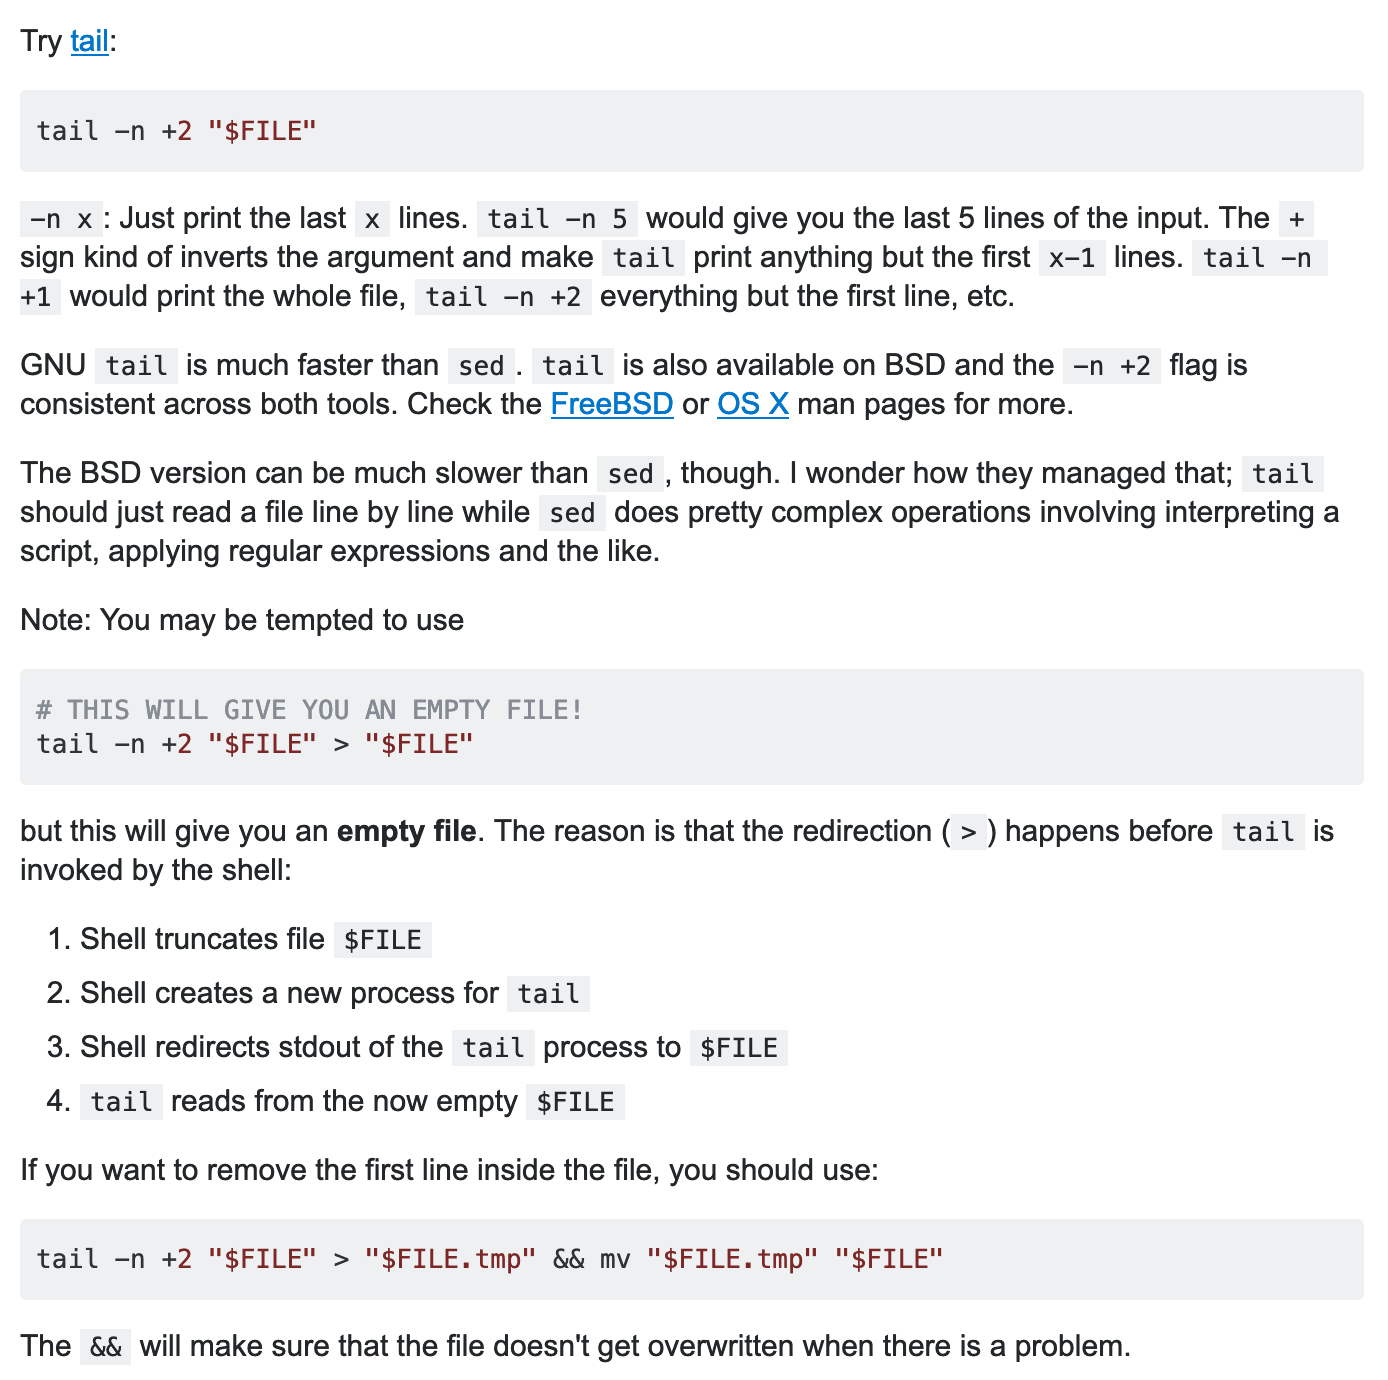 Try tail:
tail -n +2 "$FILE"
-n x: Just print the last x lines. tail -n 5 would give you the last 5 lines of the input. The +
sign kind of inverts the argument and make tail print anything but the first x-1 lines. tail -n
+1 would print the whole file, tail -n +2 everything but the first line, etc.
GNU tail is much faster than sed. tail is also available on BSD and the -n +2 flag is
consistent across both tools. Check the FreeBSD or OS X man pages for more.
The BSD version can be much slower than sed, though. I wonder how they managed that; tail
should just read a file line by line while sed does pretty complex operations involving interpreting a
script, applying regular expressions and the like.
Note: You may be tempted to use
# THIS WILL GIVE YOU AN EMPTY FILE!
tail -n +2 "$FILE" > "$FILE"
but this will give you an empty file. The reason is that the redirection (>) happens before tail is
invoked by the shell:
1. Shell truncates file $FILE
2. Shell creates a new process for tail
3. Shell redirects stdout of the tail process to $FILE
4. tail reads from the now empty $FILE
If you want to remove the first line inside the file, you should use:
tail -n +2 "$FILE" > "$FILE.tmp" && mv "$FILE.tmp" "$FILE"
The && will make sure that the file doesn't get overwritten when there is a problem.